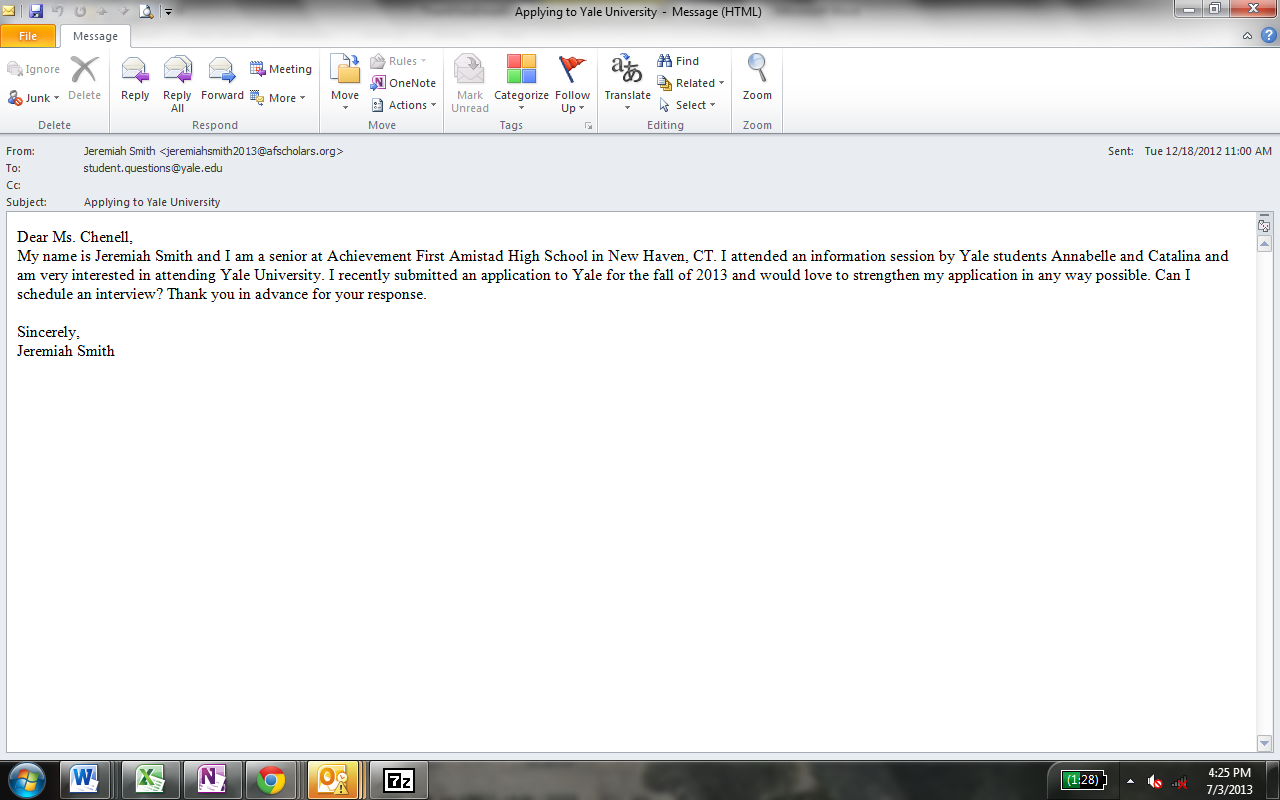 Applying to Yale University - Message (HTML)
File Message
Ignore Delete Reply Reply All Forward Meeting Move Rules OneNote Mark Unread Categorize Follow Up Translate Find Related Zoom
Junk More Actions Select
Delete Respond Move Tags Editing Zoom
From: Jeremiah Smith <jeremiahsmith2013@afscholars.org> Sent: Tue 12/18/2012 11:00 AM
To: student.questions@yale.edu
Cc:
Subject: Applying to Yale University
Dear Ms. Chenell,
My name is Jeremiah Smith and I am a senior at Achievement First Amistad High School in New Haven, CT. I attended an information session by Yale students Annabelle and Catalina and
am very interested in attending Yale University. I recently submitted an application to Yale for the fall of 2013 and would love to strengthen my application in any way possible. Can I
schedule an interview? Thank you in advance for your response.
Sincerely,
Jeremiah Smith
(1:28) 4:25 PM
7/3/2013